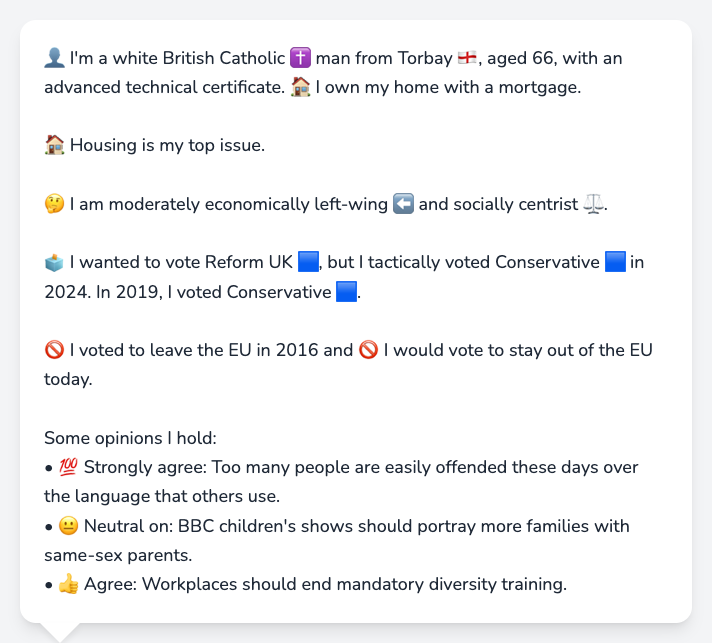 👤 I'm a white British Catholic ✝️ man from Torbay 🏴󠁧󠁢󠁥󠁮󠁧󠁿, aged 66, with an
advanced technical certificate. 🏠 I own my home with a mortgage.
🏠 Housing is my top issue.
🤔 I am moderately economically left-wing ⬅️ and socially centrist ⚖️.
🗳️ I wanted to vote Reform UK 🟦, but I tactically voted Conservative 🟦 in
2024. In 2019, I voted Conservative 🟦.
🚫 I voted to leave the EU in 2016 and 🚫 I would vote to stay out of the EU
today.
Some opinions I hold:
• 💯 Strongly agree: Too many people are easily offended these days over
the language that others use.
• 😐 Neutral on: BBC children's shows should portray more families with
same-sex parents.
• 👍 Agree: Workplaces should end mandatory diversity training.